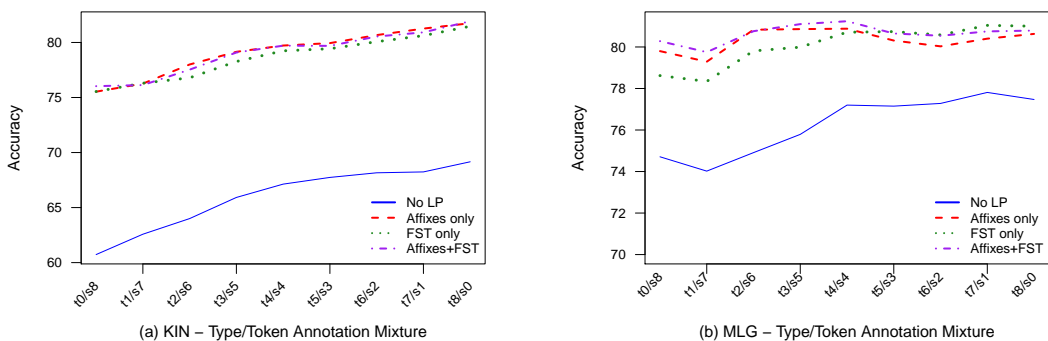 80
75
70
65
60
Accuracy
No LP
Affixes only
FST only
Affixes+FST
t0/s8
t1/s7
t2/s6
t3/s5
t4/s4
t5/s3
t6/s2
t7/s1
t8/s0
(a) KIN − Type/Token Annotation Mixture
80
78
76
74
72
70
Accuracy
No LP
Affixes only
FST only
Affixes+FST
t0/s8
t1/s7
t2/s6
t3/s5
t4/s4
t5/s3
t6/s2
t7/s1
t8/s0
(b) MLG − Type/Token Annotation Mixture